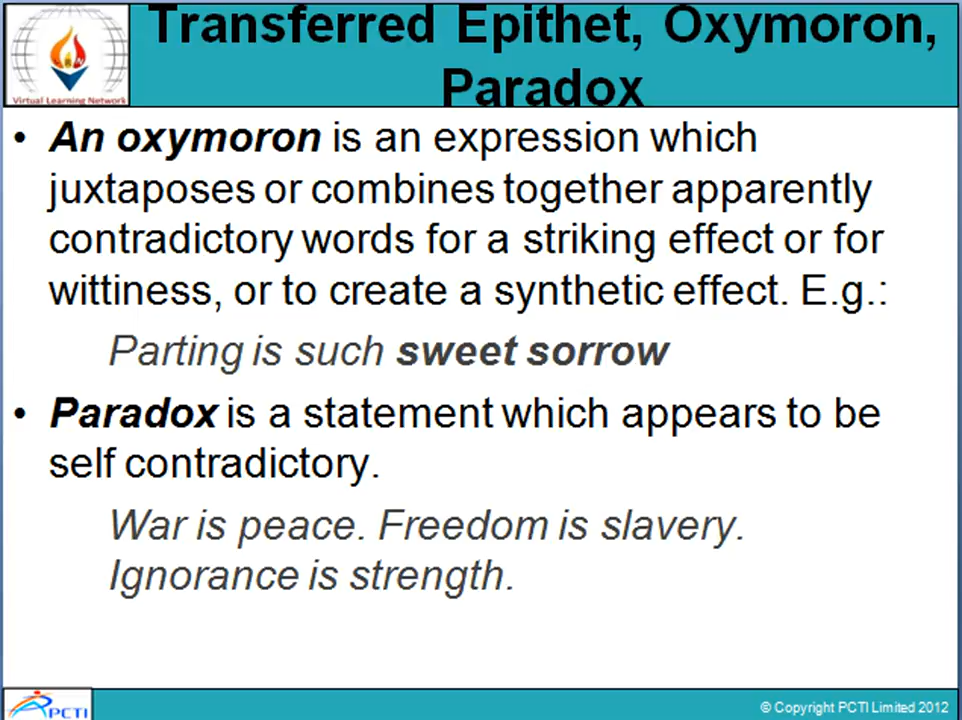 Transferred Epithet, Oxymoron,
Paradox
Virtual Learning Network
• An oxymoron is an expression which
juxtaposes or combines together apparently
contradictory words for a striking effect or for
wittiness, or to create a synthetic effect. E.g.:
Parting is such sweet sorrow
• Paradox is a statement which appears to be
self contradictory.
War is peace. Freedom is slavery.
Ignorance is strength.
PCTI
© Copyright PCTI Limited 2012